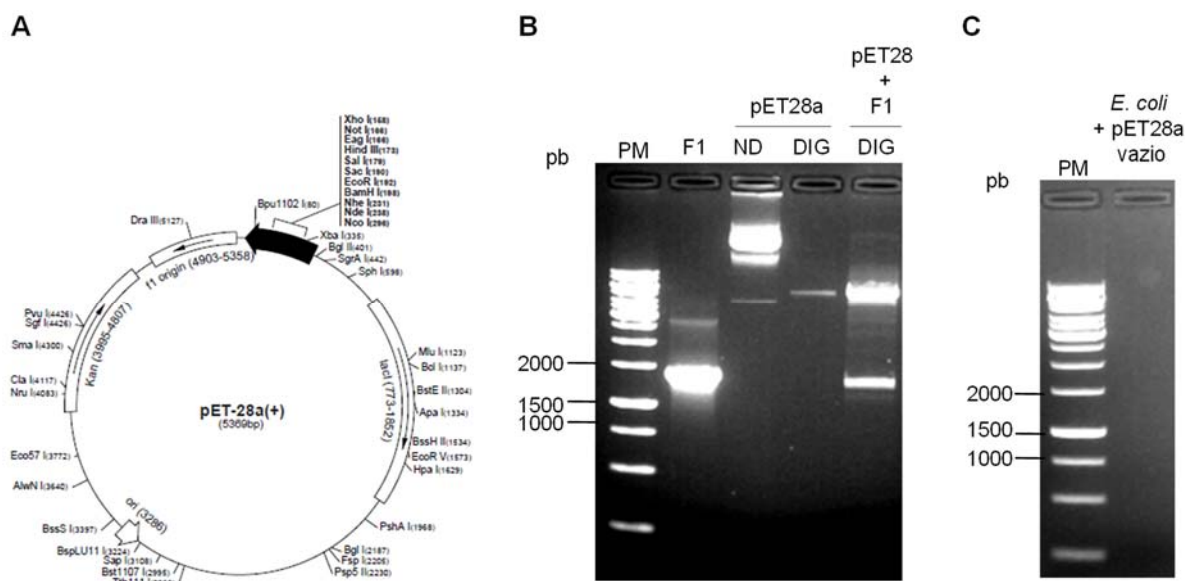 A
Xho I(158)
Not I(166)
Eag I(166)
Hind III(173)
Sal I(179)
Sac I(190)
EcoR I(192)
BamH I(198)
Nhe I(231)
Nde I(238)
Nco I(296)
Bpu1102 I(80)
Dra III(5127)
Xba I(335)
Bgl II(401)
SgrA I(442)
Sph I(598)
f1 origin (4903-5358)
Pvu I(4426)
Sgf I(4426)
Sma I(4300)
Kan (3995-4807)
Cla I(4117)
Nru I(4083)
Mlu I(1123)
Bcl I(1137)
lacI (773-1852)
BstE II(1304)
Apa I(1334)
pET-28a(+)
(5369bp)
BssH II(1534)
EcoR V(1573)
Hpa I(1629)
Eco57 I(3772)
AlwN I(3640)
ori (3286)
BssS I(3397)
PshA I(1968)
BspLU11 I(3224)
Sap I(3108)
Bst1107 I(2995)
Bgl I(2187)
Fsp I(2205)
Psp5 II(2230)
B
pET28
+
F1
pET28a
pb
PM
F1
ND
DIG
DIG
2000
1500
1000
C
E. coli
+ pET28a
vazio
pb
PM
2000
1500
1000